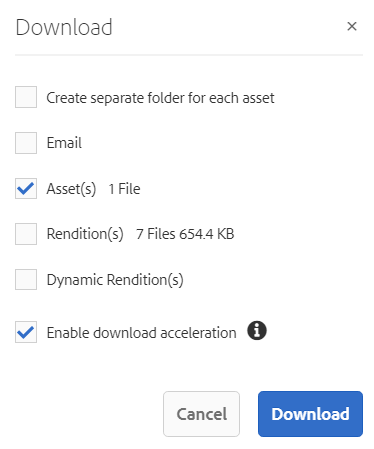 Download
Create separate folder for each asset
Email
Asset(s) 1 File
Rendition(s) 7 Files 654.4 KB
Dynamic Rendition(s)
Enable download acceleration
Cancel Download